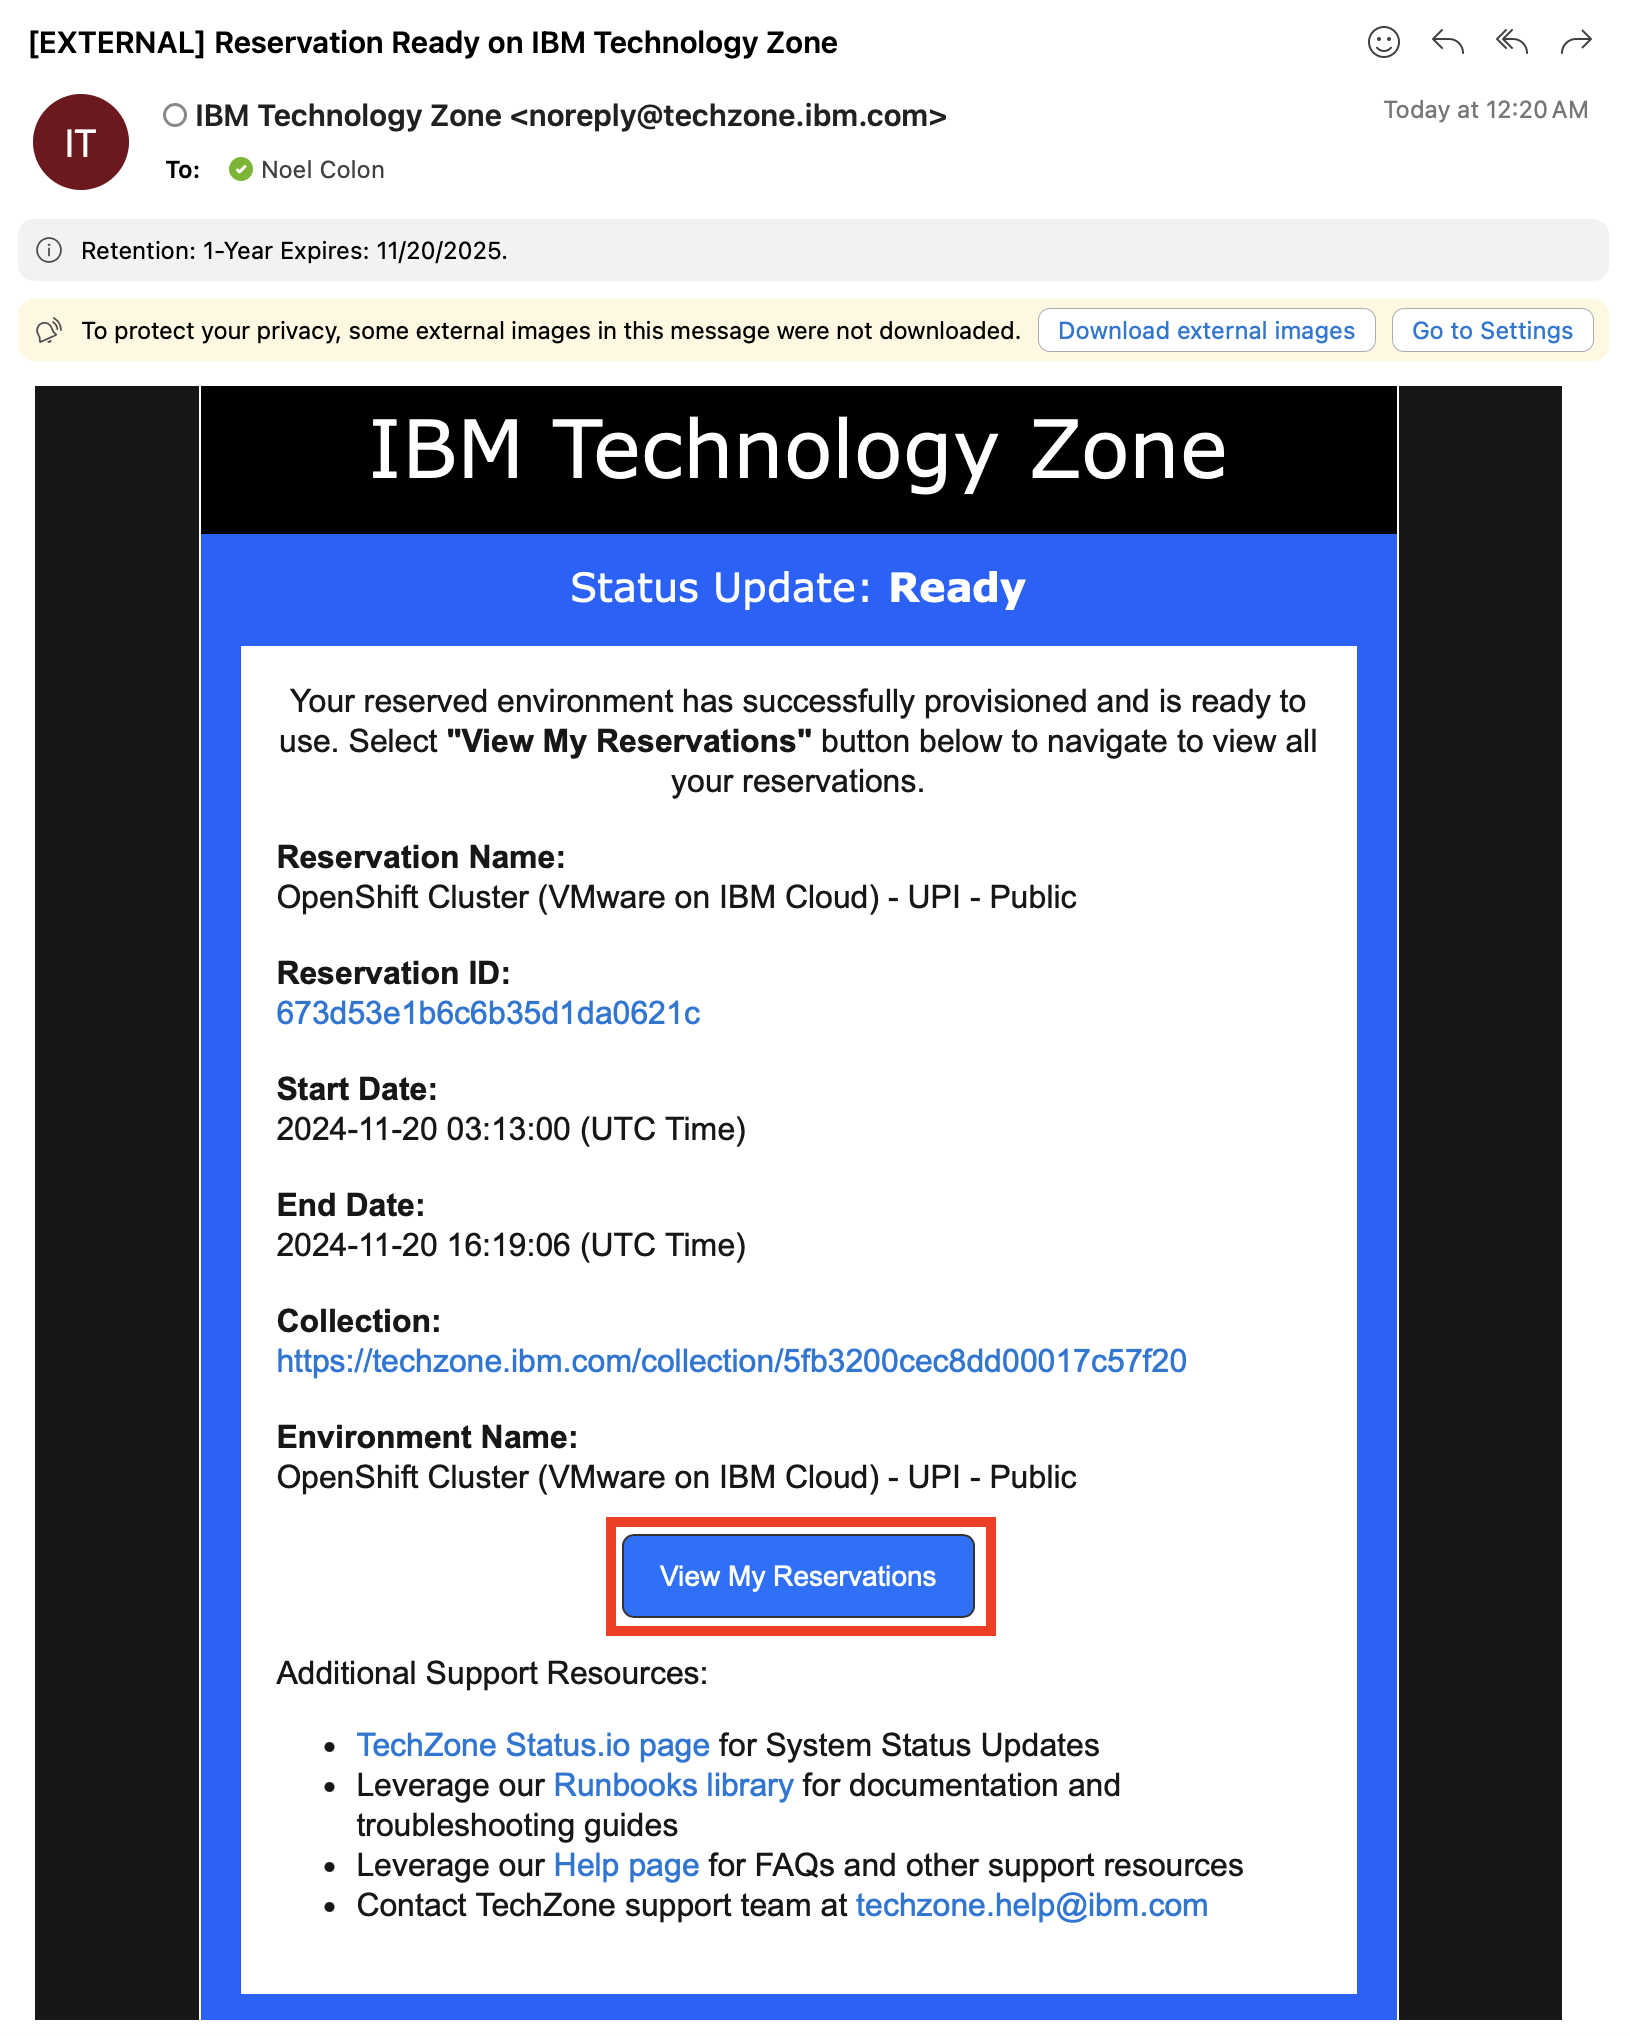 [EXTERNAL] Reservation Ready on IBM Technology Zone
IT
IBM Technology Zone <noreply@techzone.ibm.com>
Today at 12:20 AM
To: Noel Colon
Retention: 1-Year Expires: 11/20/2025.
To protect your privacy, some external images in this message were not downloaded. Download external images Go to Settings
IBM Technology Zone
Status Update: Ready
Your reserved environment has successfully provisioned and is ready to
use. Select "View My Reservations" button below to navigate to view all
your reservations.
Reservation Name:
OpenShift Cluster (VMware on IBM Cloud) - UPI - Public
Reservation ID:
673d53e1b6c6b35d1da0621c
Start Date:
2024-11-20 03:13:00 (UTC Time)
End Date:
2024-11-20 16:19:06 (UTC Time)
Collection:
https://techzone.ibm.com/collection/5fb3200cec8dd00017c57f20
Environment Name:
OpenShift Cluster (VMware on IBM Cloud) - UPI - Public
View My Reservations
Additional Support Resources:
• TechZone Status.io page for System Status Updates
• Leverage our Runbooks library for documentation and
troubleshooting guides
• Leverage our Help page for FAQs and other support resources
• Contact TechZone support team at techzone.help@ibm.com